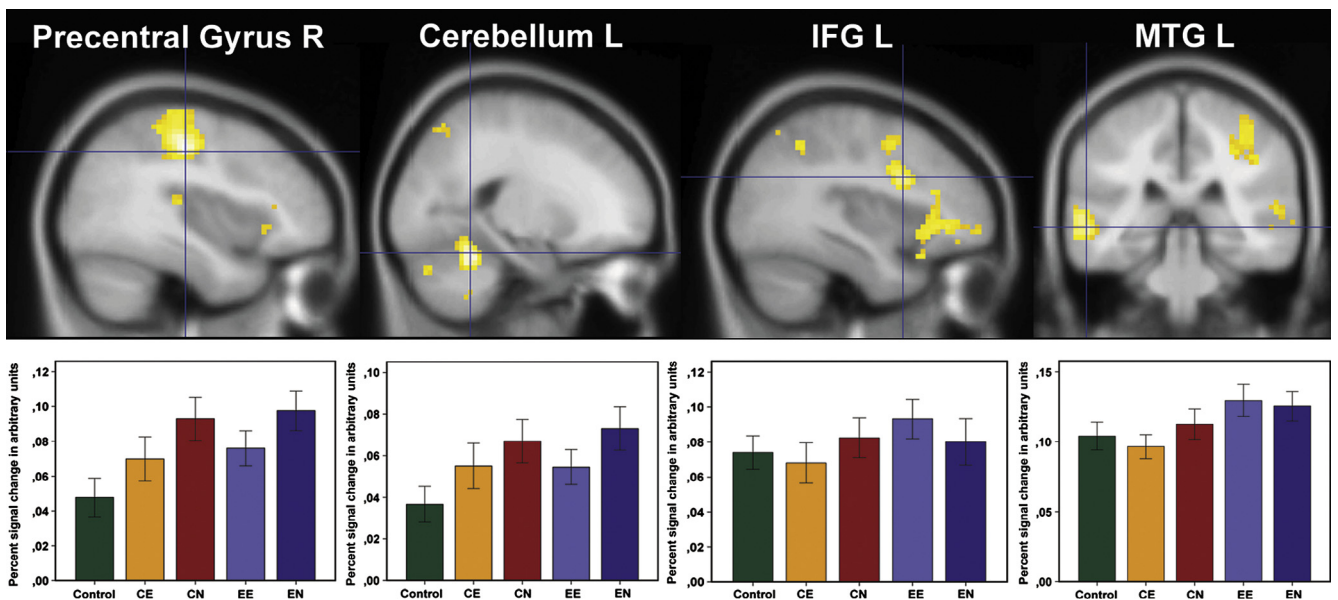 Precentral Gyrus R
Cerebellum L
IFG L
MTG L
Percent signal change in arbitrary units
,12
,10
,08
,06
,04
,02
,00
Control CE CN EE EN
Percent signal change in arbitrary units
,10
,08
,06
,04
,02
,00
Control CE CN EE EN
Percent signal change in arbitrary units
,12
,10
,08
,06
,04
,02
,00
Control CE CN EE EN
Percent signal change in arbitrary units
,15
,10
,05
,00
Control CE CN EE EN